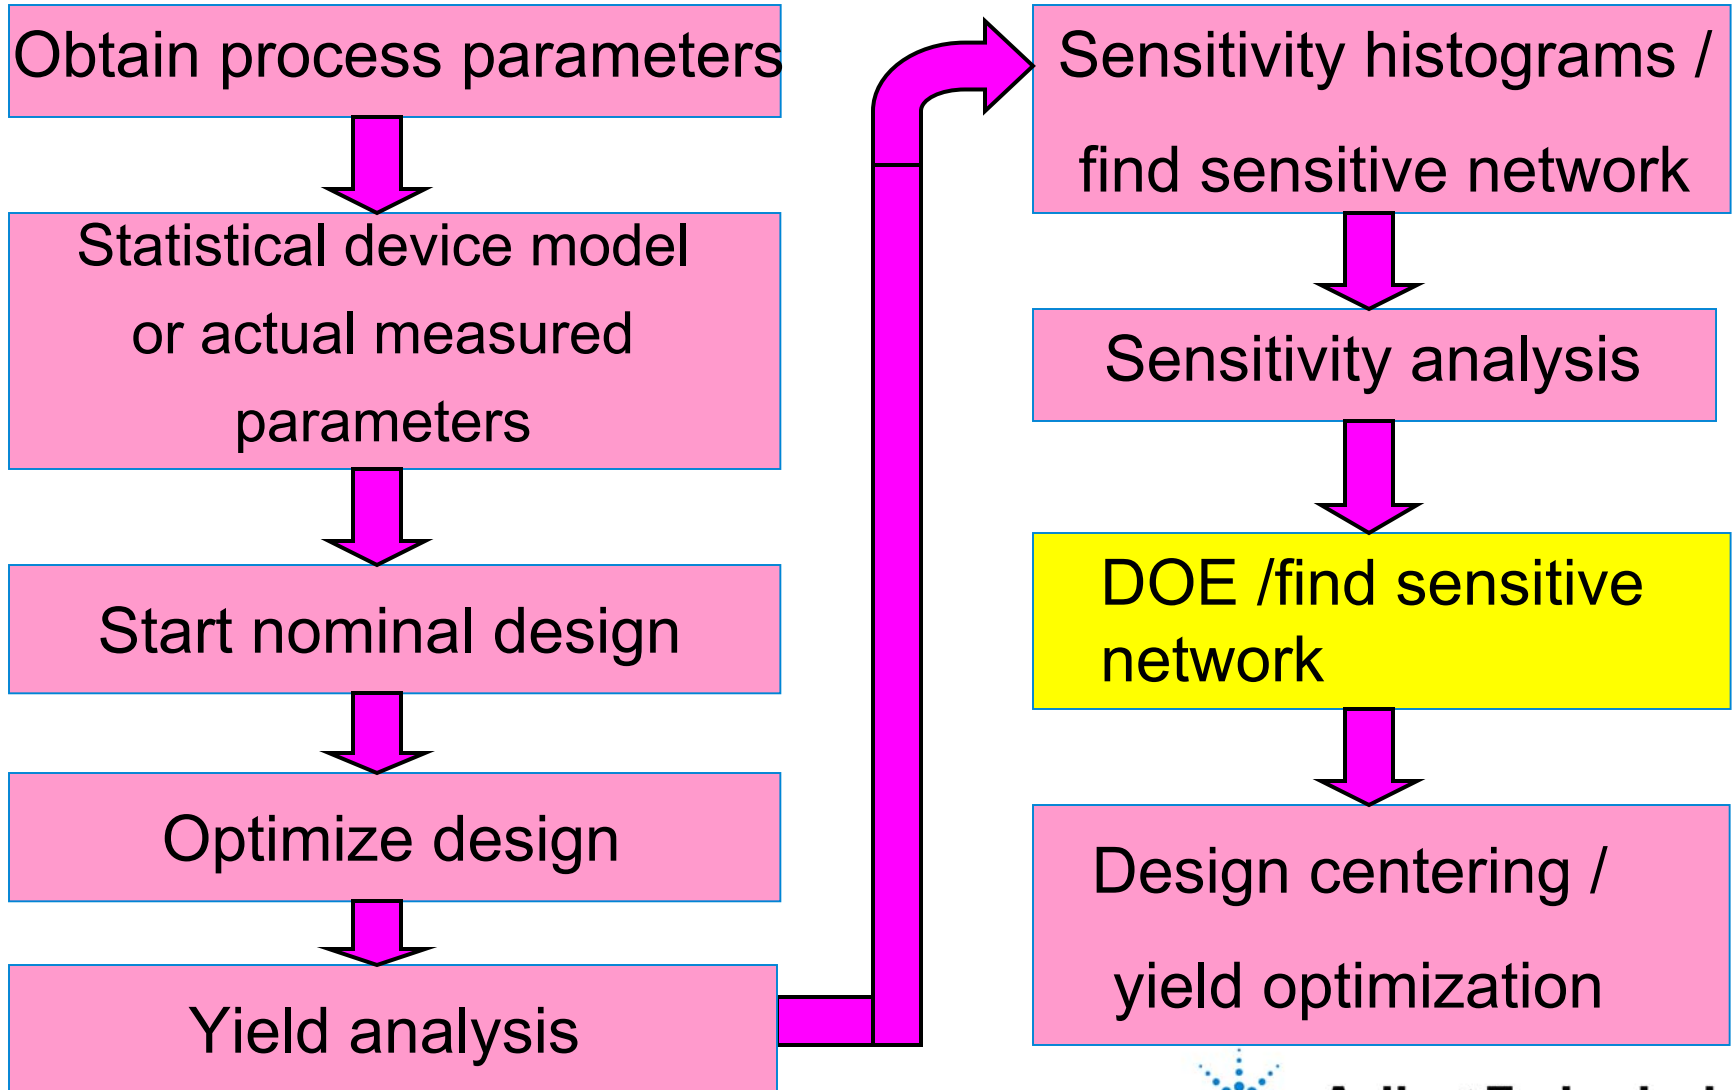 Obtain process parameters
Statistical device model
or actual measured
parameters
Start nominal design
Optimize design
Yield analysis
Sensitivity histograms /
find sensitive network
Sensitivity analysis
DOE /find sensitive
network
Design centering /
yield optimization